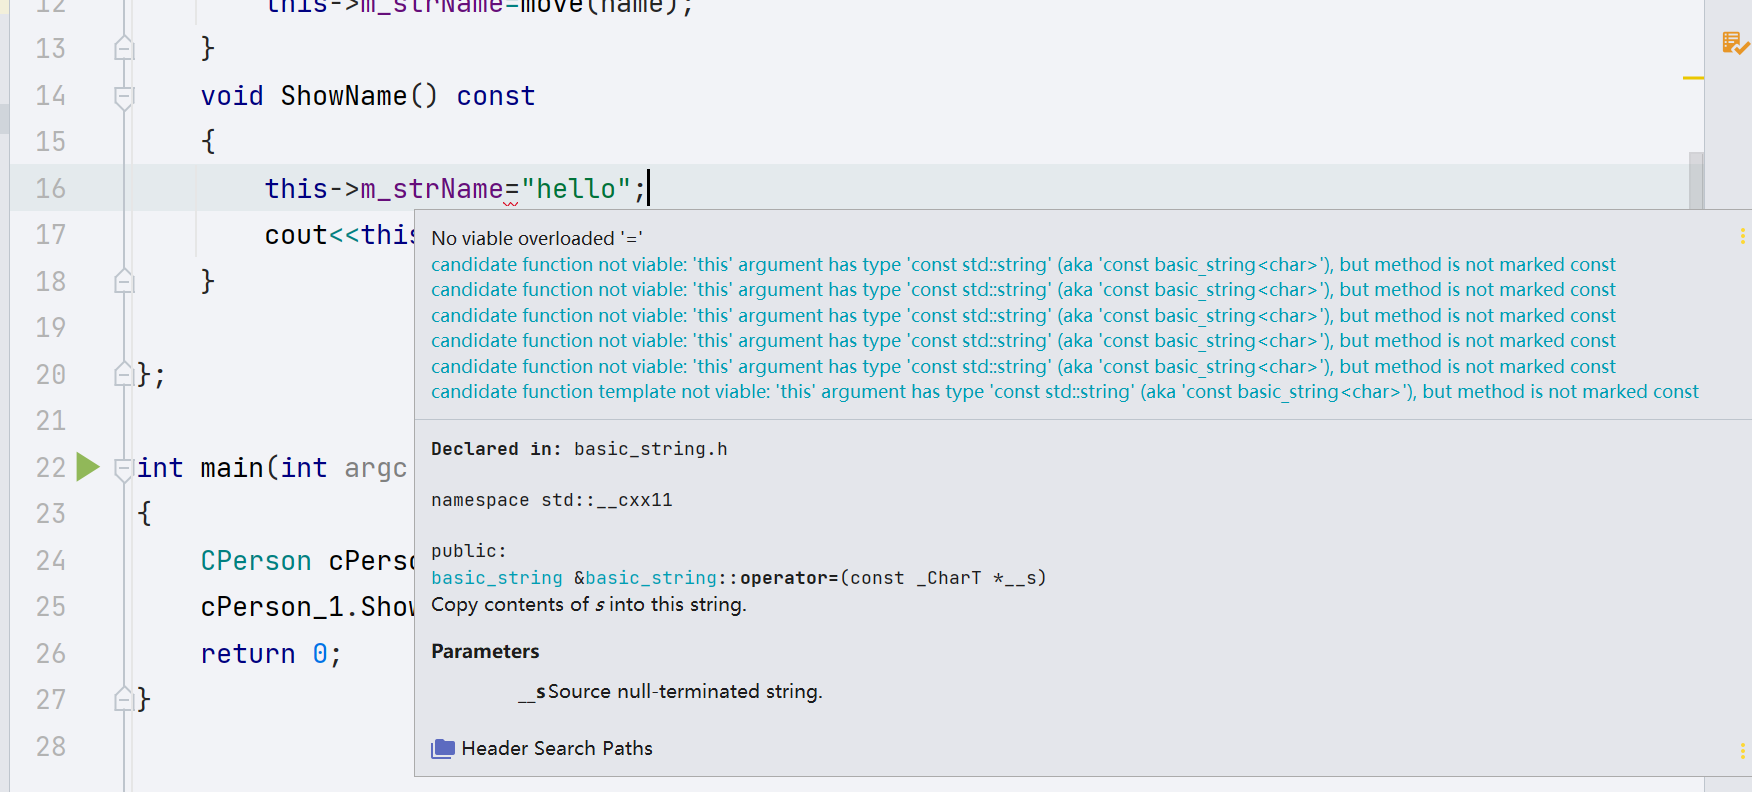 12 this->m_strName=move(name);
13 }
14 void ShowName() const
15 {
16 this->m_strName="hello";
17 cout<<this
18 }
19
20 };
21
22 int main(int argc
23 {
24 CPerson cPerso
25 cPerson_1.Show
26 return 0;
27 }
28
No viable overloaded '='
candidate function not viable: 'this' argument has type 'const std::string' (aka 'const basic_string<char>'), but method is not marked const
candidate function not viable: 'this' argument has type 'const std::string' (aka 'const basic_string<char>'), but method is not marked const
candidate function not viable: 'this' argument has type 'const std::string' (aka 'const basic_string<char>'), but method is not marked const
candidate function not viable: 'this' argument has type 'const std::string' (aka 'const basic_string<char>'), but method is not marked const
candidate function not viable: 'this' argument has type 'const std::string' (aka 'const basic_string<char>'), but method is not marked const
candidate function template not viable: 'this' argument has type 'const std::string' (aka 'const basic_string<char>'), but method is not marked const
Declared in: basic_string.h
namespace std::__cxx11
public:
basic_string &basic_string::operator=(const _CharT *__s)
Copy contents of s into this string.
Parameters
__s Source null-terminated string.
Header Search Paths